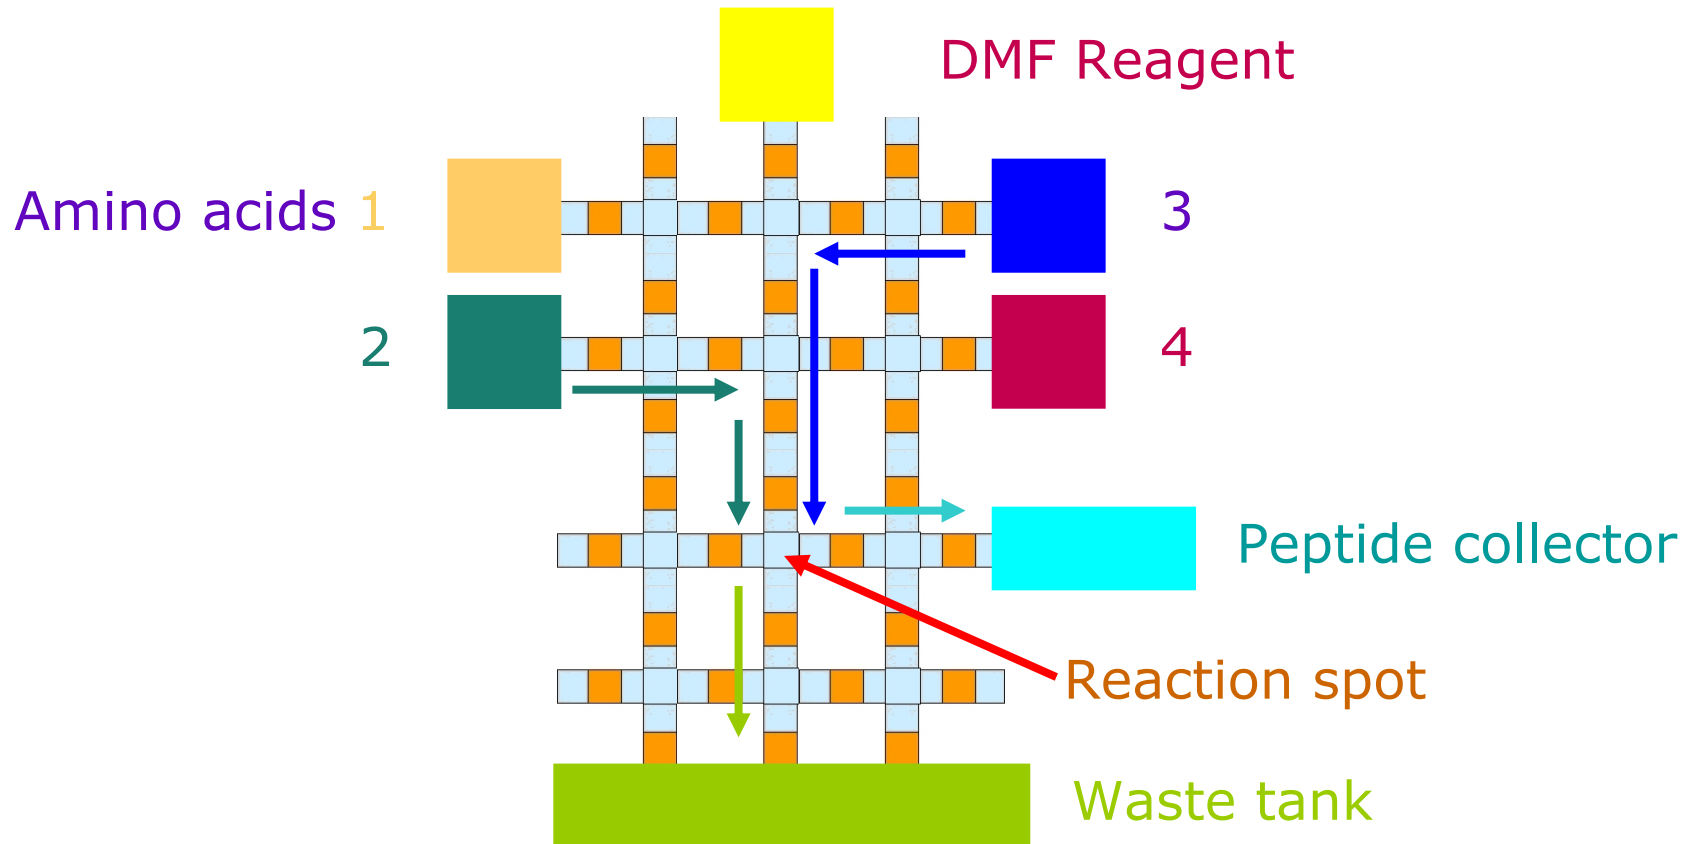 DMF Reagent
Amino acids 1
3
2
4
Peptide collector
Reaction spot
Waste tank